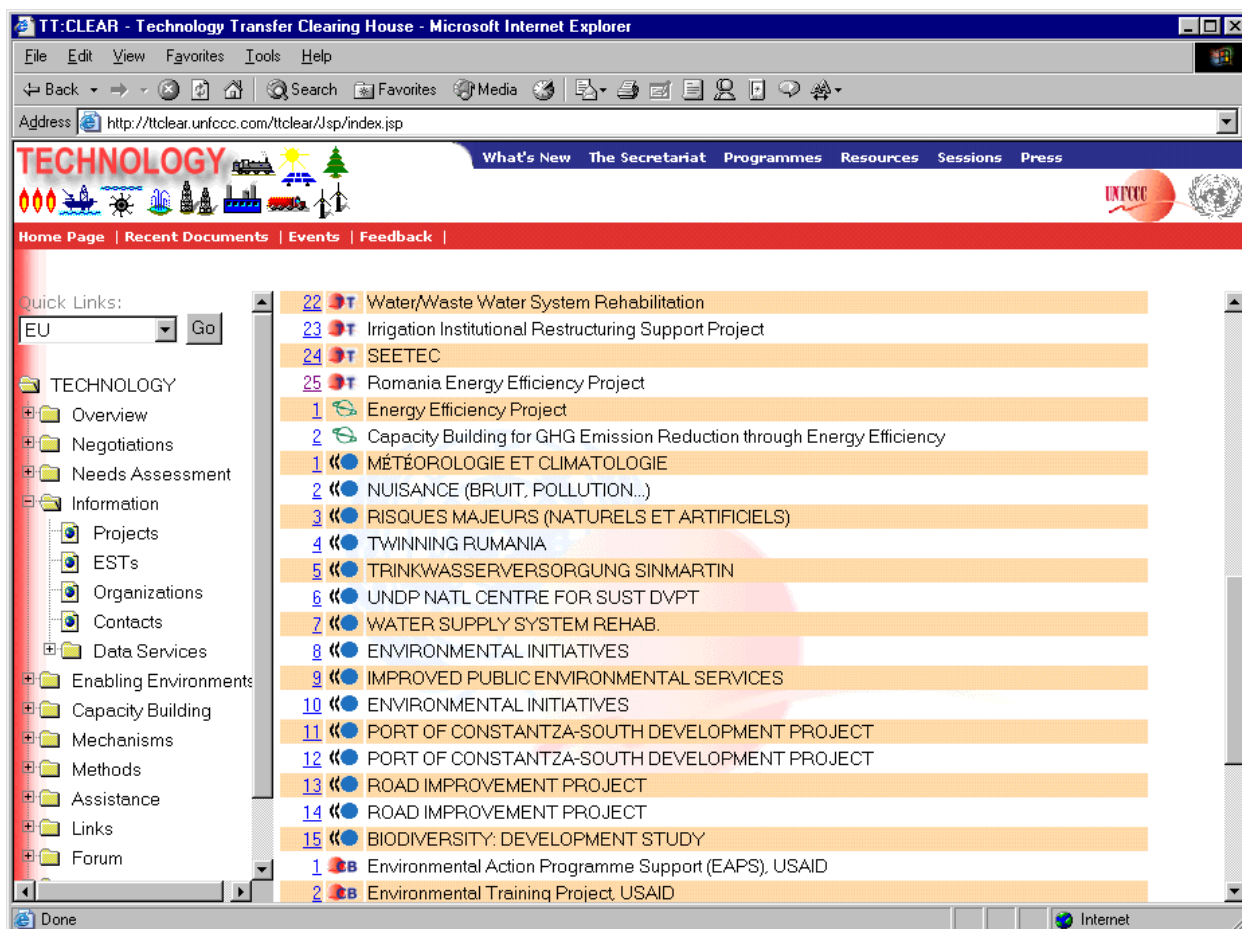 TT:CLEAR - Technology Transfer Clearing House - Microsoft Internet Explorer
File Edit View Favorites Tools Help
Back Search Favorites Media
Address http://ttclear.unfccc.com/ttclear/Jsp/index.jsp
TECHNOLOGY
What's New The Secretariat Programmes Resources Sessions Press
UNFCCC
Home Page | Recent Documents | Events | Feedback |
Quick Links:
EU Go
TECHNOLOGY
Overview
Negotiations
Needs Assessment
Information
Projects
ESTs
Organizations
Contacts
Data Services
Enabling Environments
Capacity Building
Mechanisms
Methods
Assistance
Links
Forum
22 TT Water/Waste Water System Rehabilitation
23 TT Irrigation Institutional Restructuring Support Project
24 TT SEETEC
25 TT Romania Energy Efficiency Project
1 Energy Efficiency Project
2 Capacity Building for GHG Emission Reduction through Energy Efficiency
1 MÉTÉOROLOGIE ET CLIMATOLOGIE
2 NUISANCE (BRUIT, POLLUTION...)
3 RISQUES MAJEURS (NATURELS ET ARTIFICIELS)
4 TWINNING RUMANIA
5 TRINKWASSERVERSORGUNG SINMARTIN
6 UNDP NATL CENTRE FOR SUST DVPT
7 WATER SUPPLY SYSTEM REHAB.
8 ENVIRONMENTAL INITIATIVES
9 IMPROVED PUBLIC ENVIRONMENTAL SERVICES
10 ENVIRONMENTAL INITIATIVES
11 PORT OF CONSTANTZA-SOUTH DEVELOPMENT PROJECT
12 PORT OF CONSTANTZA-SOUTH DEVELOPMENT PROJECT
13 ROAD IMPROVEMENT PROJECT
14 ROAD IMPROVEMENT PROJECT
15 BIODIVERSITY: DEVELOPMENT STUDY
1 CB Environmental Action Programme Support (EAPS), USAID
2 CB Environmental Training Project, USAID
Done Internet